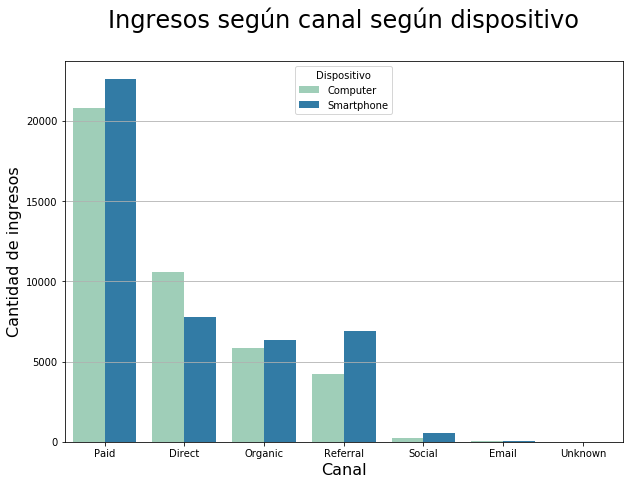 Ingresos según canal según dispositivo
Dispositivo
Computer
Smartphone
Cantidad de ingresos
20000
15000
10000
5000
0
Paid Direct Organic Referral Social Email Unknown
Canal